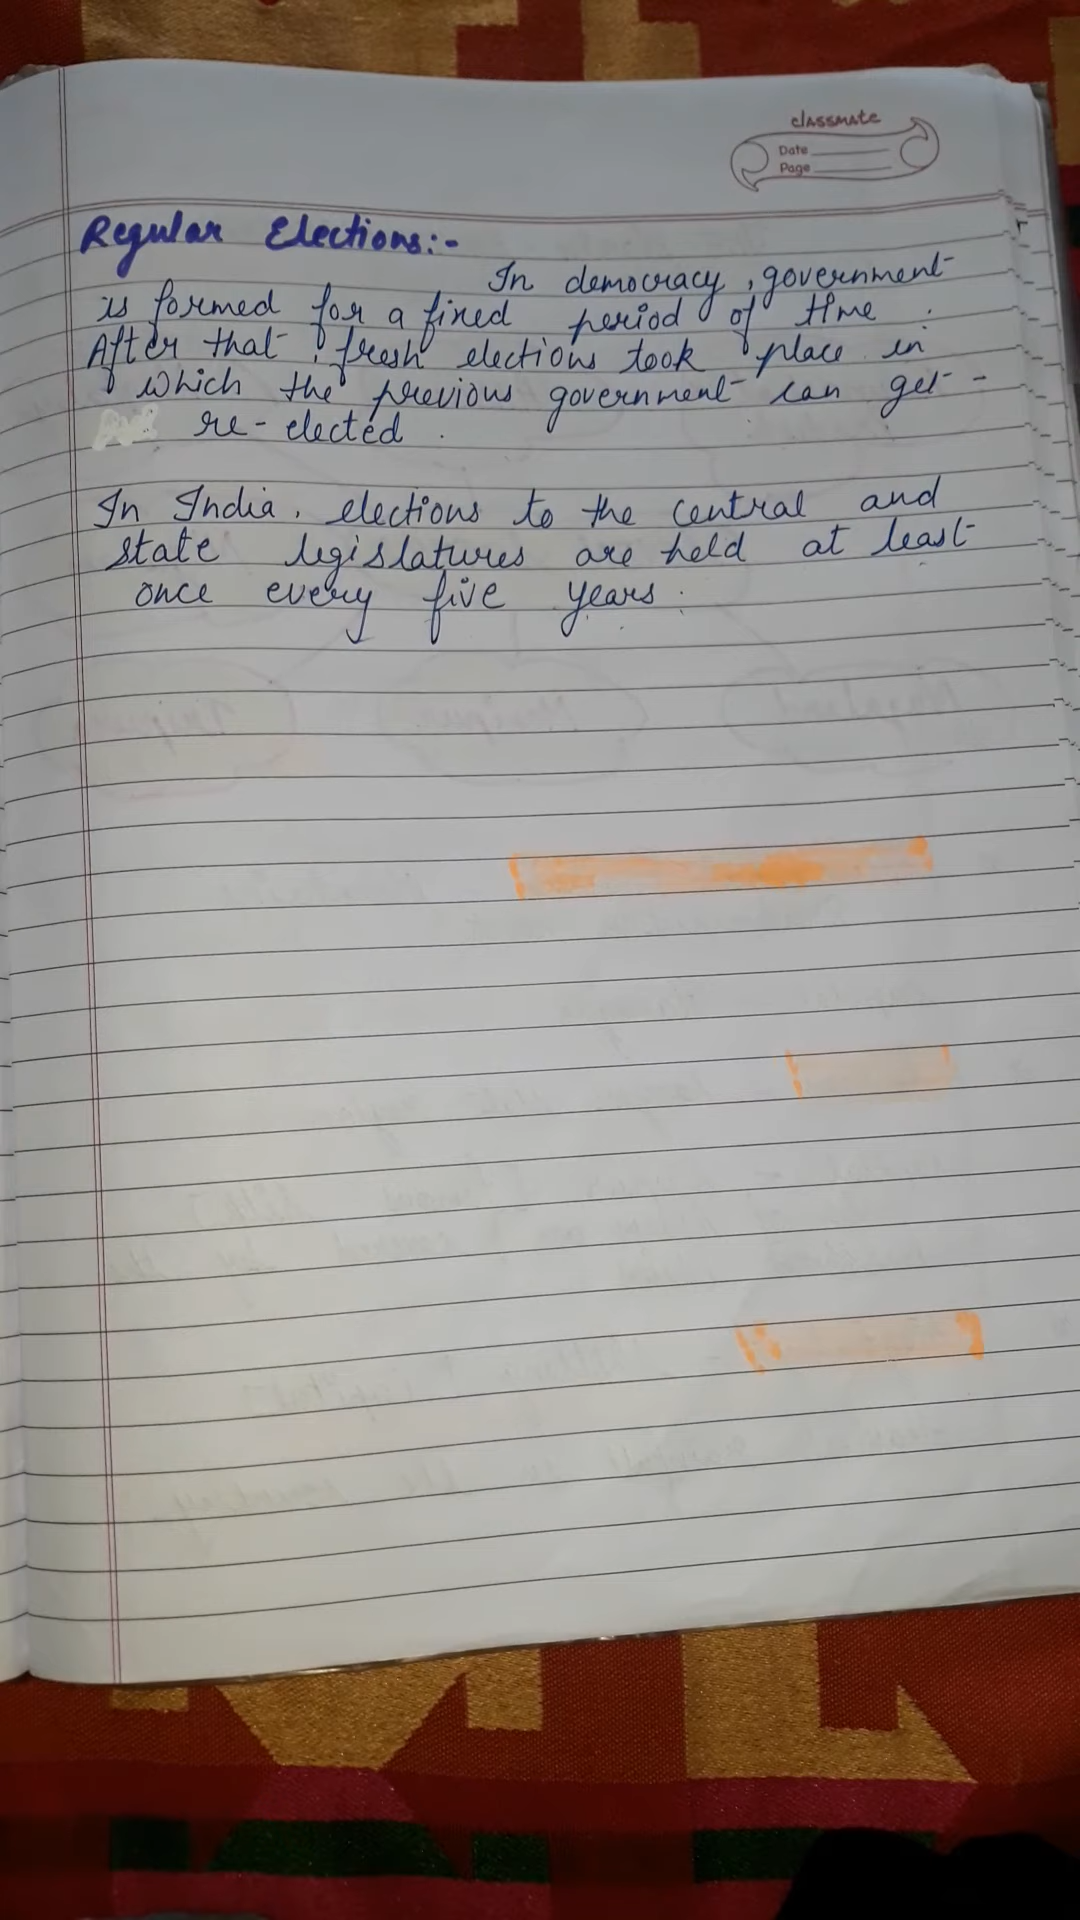 classmate
Date
Page
Regular Elections:-
In democracy, government
is formed for a fixed period of time.
After that, fresh elections took place in
which the previous government can get-
re-elected.
In India, elections to the central and
state legislatures are held at least
once every five years.